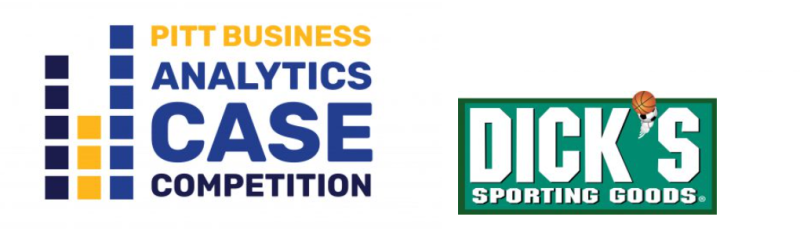 PITT BUSINESS
ANALYTICS
CASE
COMPETITION
DICK'S
SPORTING GOODS®